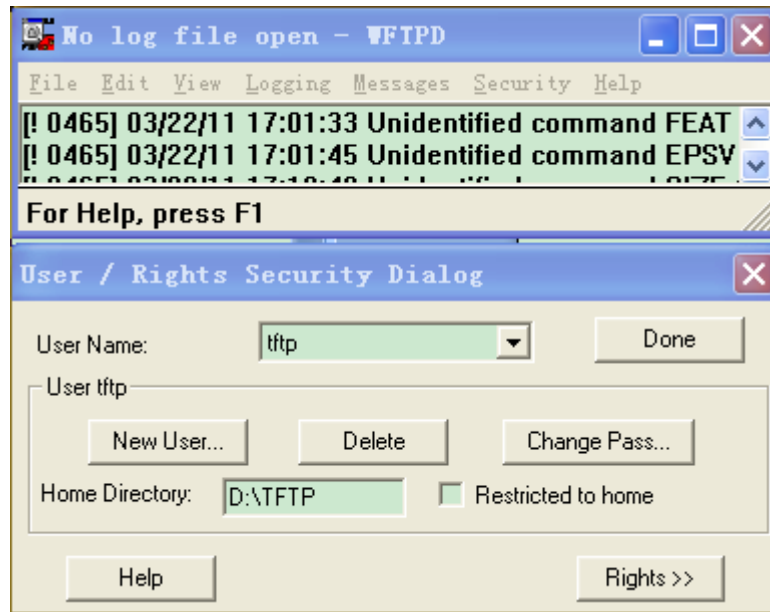 No log file open - WFTPD
File Edit View Logging Messages Security Help
[! 0465] 03/22/11 17:01:33 Unidentified command FEAT
[! 0465] 03/22/11 17:01:45 Unidentified command EPSV
For Help, press F1
User / Rights Security Dialog
User Name: tftp Done
User tftp
New User... Delete Change Pass...
Home Directory: D:\TFTP Restricted to home
Help Rights >>